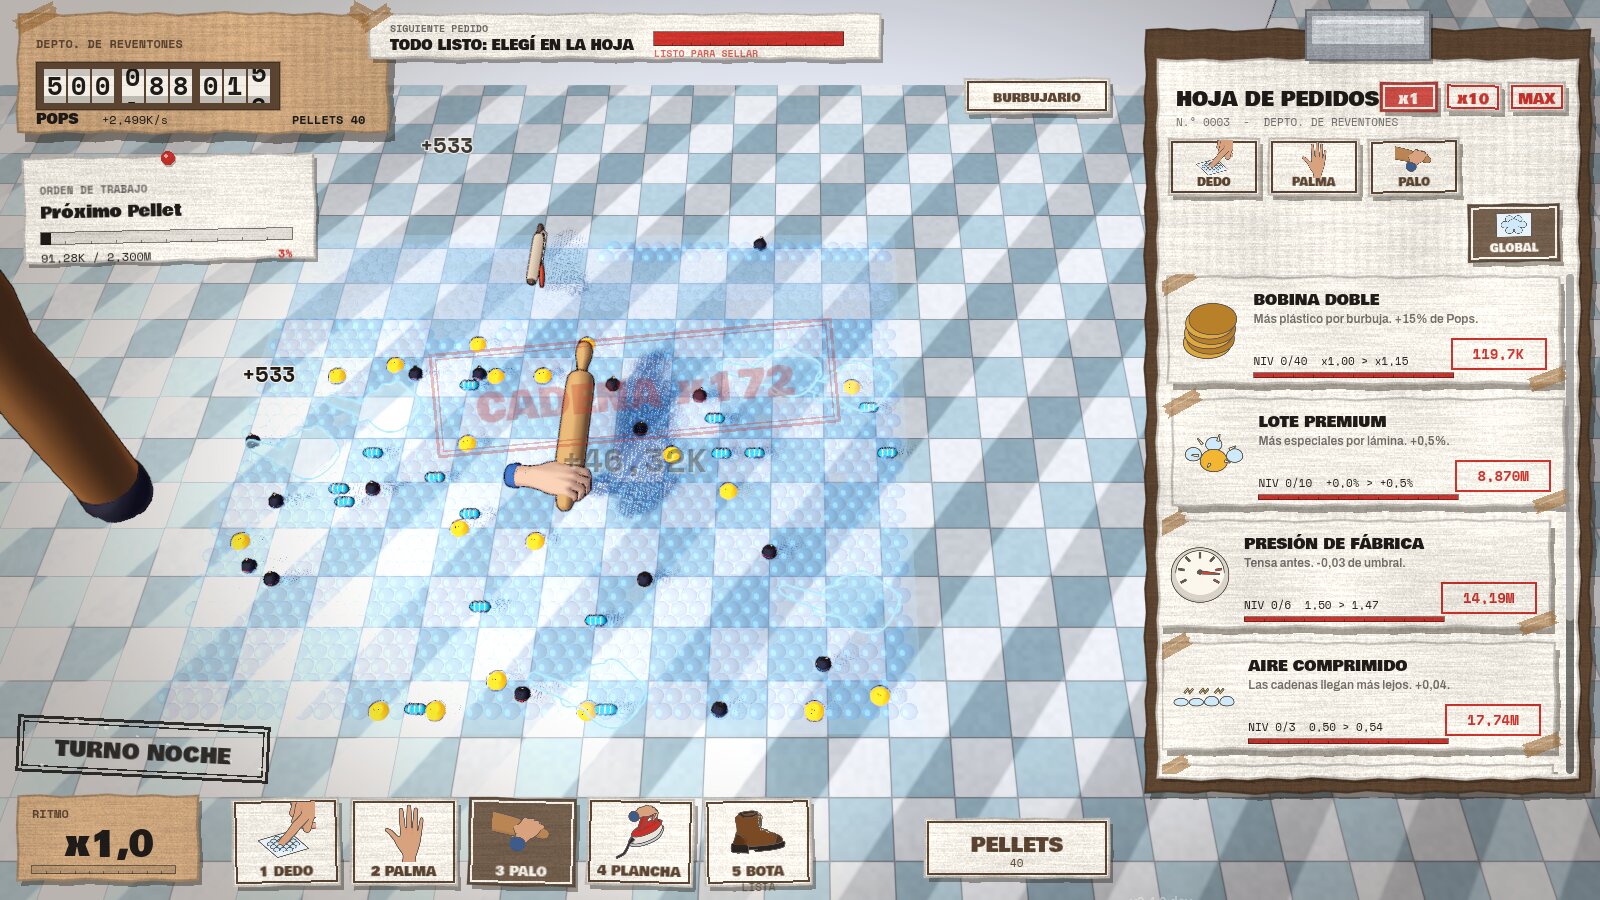 DEPTO. DE REVENTONES
POPS +2,499K/s PELLETS 40
SIGUIENTE PEDIDO
TODO LISTO: ELEGÍ EN LA HOJA
LISTO PARA SELLAR
BURBUJARIO
ORDEN DE TRABAJO
Próximo Pellet
91,28K / 2,300M 3%
+533
+533
CADENA X172
+46,32K
HOJA DE PEDIDOS x1 x10 MAX
N.° 0003 - DEPTO. DE REVENTONES
DEDO PALMA PALO
GLOBAL
BOBINA DOBLE
Más plástico por burbuja. +15% de Pops.
NIV 0/40 x1,00 > x1,15
119,7K
LOTE PREMIUM
Más especiales por lámina. +0,5%.
NIV 0/10 +0,0% > +0,5%
8,870M
PRESIÓN DE FÁBRICA
Tensa antes. -0,03 de umbral.
NIV 0/6 1,50 > 1,47
14,19M
AIRE COMPRIMIDO
Las cadenas llegan más lejos. +0,04.
NIV 0/3 0,50 > 0,54
17,74M
TURNO NOCHE
RITMO
x1,0
1 DEDO
2 PALMA
3 PALO
4 PLANCHA
5 BOTA
LISTA
PELLETS
40